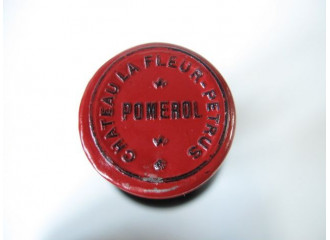 CHATEAU LA FLEUR-PETRUS
POMEROL